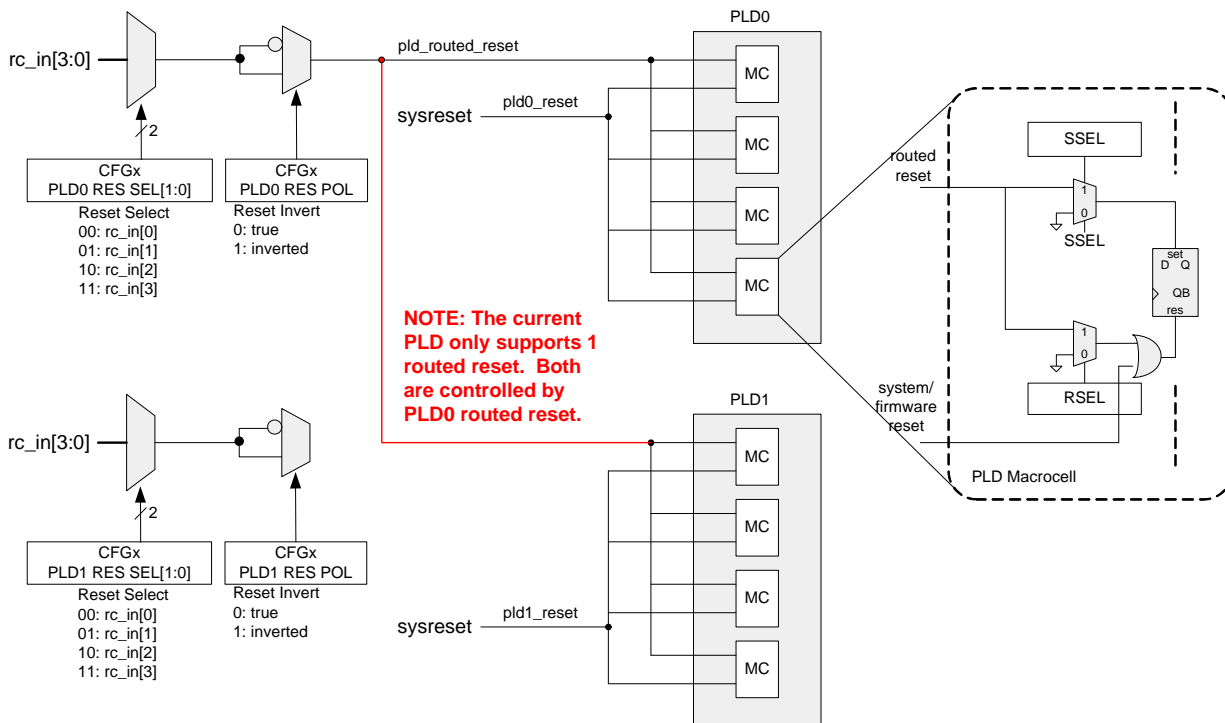 rc_in[3:0]
2
CFGx
PLD0 RES SEL[1:0]
Reset Select
00: rc_in[0]
01: rc_in[1]
10: rc_in[2]
11: rc_in[3]
CFGx
PLD0 RES POL
Reset Invert
0: true
1: inverted
pld_routed_reset
sysreset
pld0_reset
PLD0
MC
MC
MC
MC
NOTE: The current
PLD only supports 1
routed reset. Both
are controlled by
PLD0 routed reset.
routed
reset
system/
firmware
reset
SSEL
1
0
SSEL
set
D Q
QB
res
1
0
RSEL
PLD Macrocell
rc_in[3:0]
2
CFGx
PLD1 RES SEL[1:0]
Reset Select
00: rc_in[0]
01: rc_in[1]
10: rc_in[2]
11: rc_in[3]
CFGx
PLD1 RES POL
Reset Invert
0: true
1: inverted
sysreset
pld1_reset
PLD1
MC
MC
MC
MC